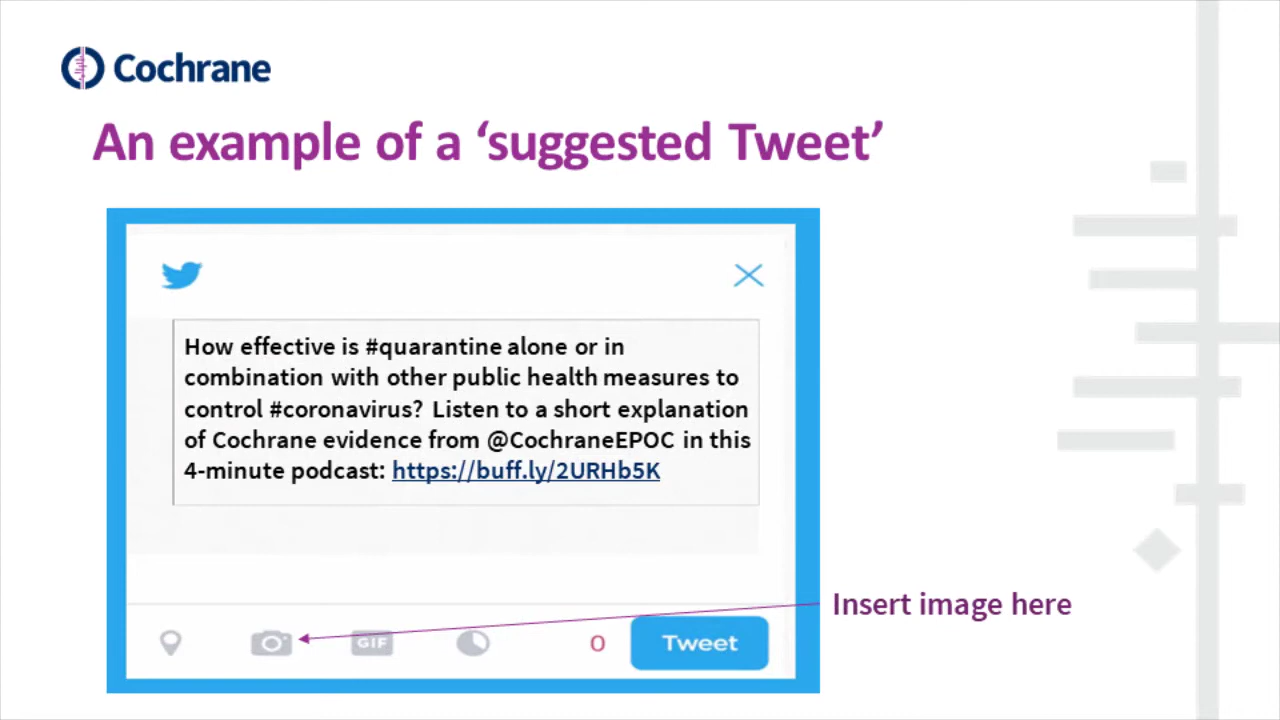 Cochrane
An example of a ‘suggested Tweet’
How effective is #quarantine alone or in
combination with other public health measures to
control #coronavirus? Listen to a short explanation
of Cochrane evidence from @CochraneEPOC in this
4-minute podcast: https://buff.ly/2URHb5K
Insert image here
GIF
0
Tweet